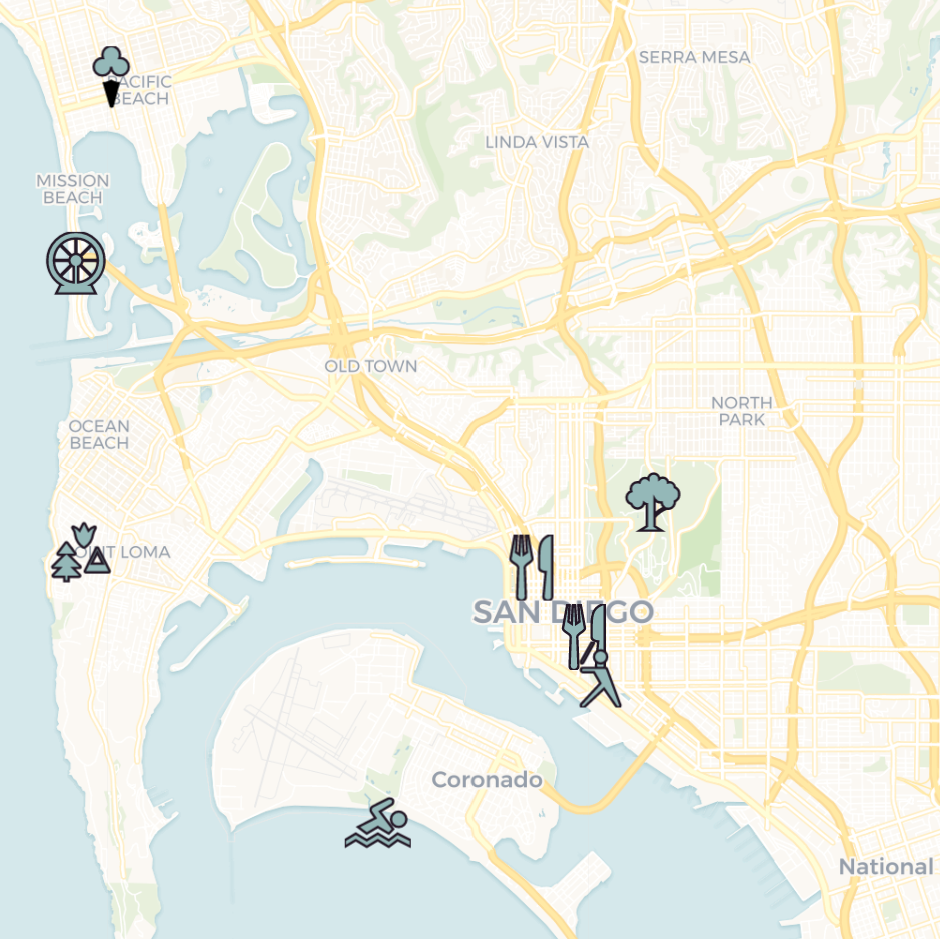 SERRA MESA
PACIFIC
BEACH
LINDA VISTA
MISSION
BEACH
OLD TOWN
NORTH
PARK
OCEAN
BEACH
POINT LOMA
SAN DIEGO
Coronado
National